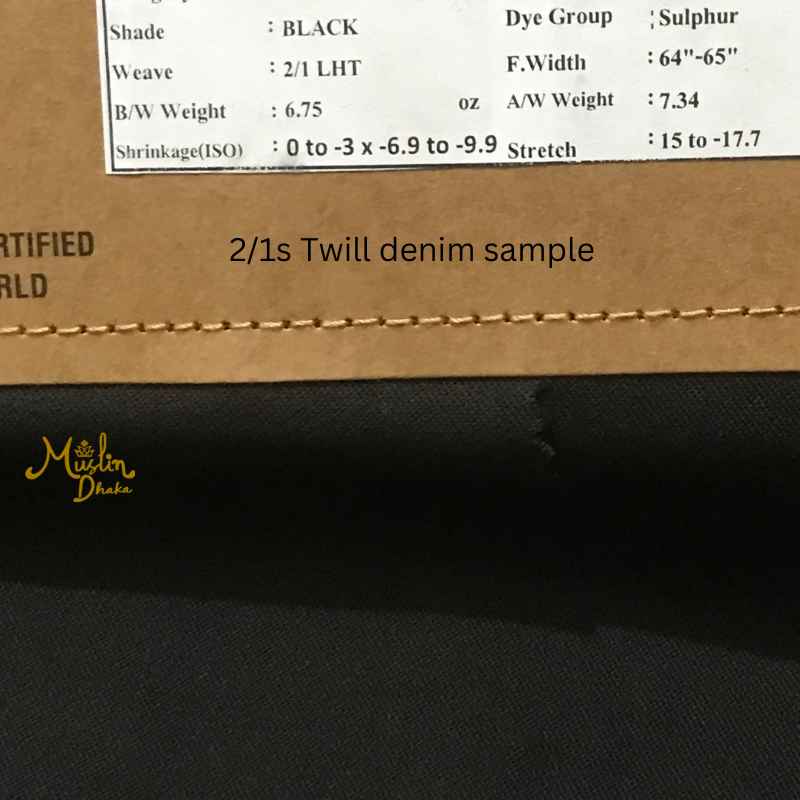 Shade : BLACK
Weave : 2/1 LHT
B/W Weight : 6.75 oz
Shrinkage(ISO) : 0 to -3 x -6.9 to -9.9
Dye Group : Sulphur
F.Width : 64"-65"
A/W Weight : 7.34
Stretch : 15 to -17.7
RTIFIED
RLD
2/1s Twill denim sample
Muslin
Dhaka